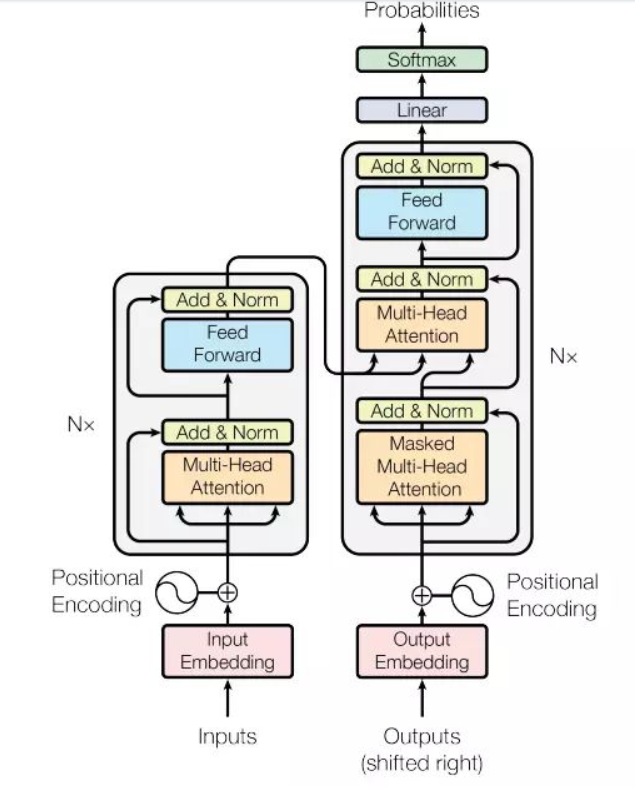 Probabilities
Softmax
Linear
Add & Norm
Feed
Forward
Add & Norm
Multi-Head
Attention
Add & Norm
Masked
Multi-Head
Attention
Nx
Add & Norm
Feed
Forward
Add & Norm
Multi-Head
Attention
N×
Positional
Encoding
Input
Embedding
Inputs
Positional
Encoding
Output
Embedding
Outputs
(shifted right)